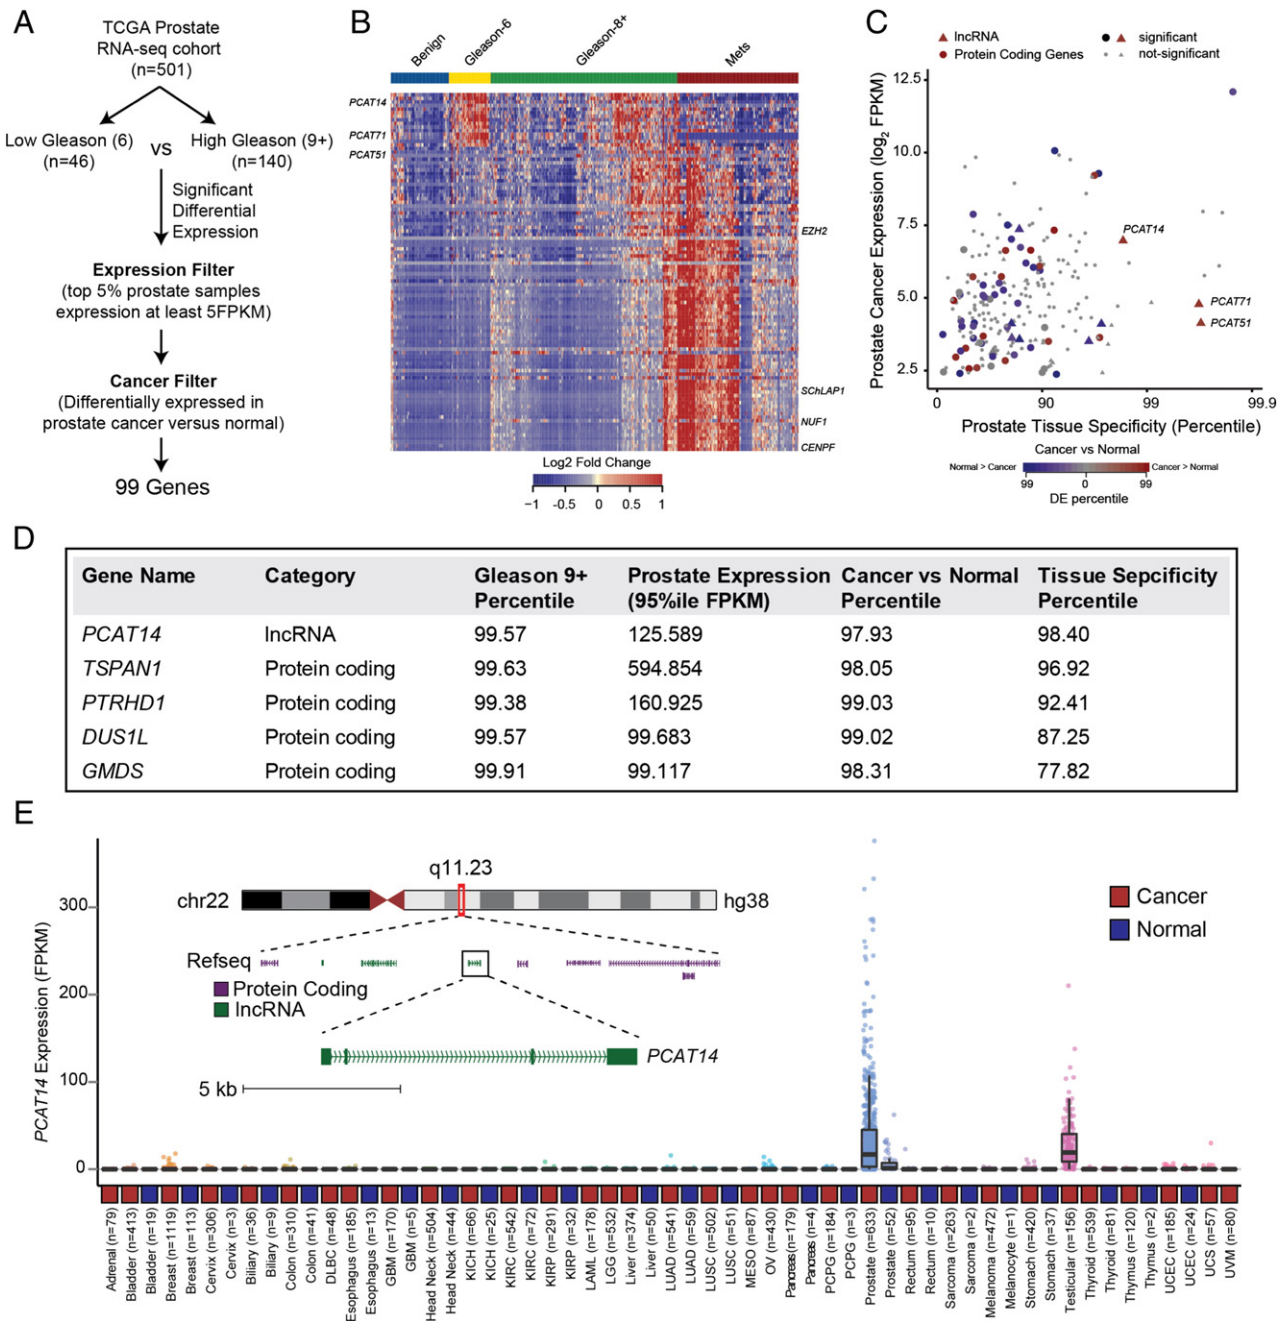 A
TCGA Prostate
RNA-seq cohort
(n=501)
Low Gleason (6)
(n=46)
vs
High Gleason (9+)
(n=140)
Significant
Differential
Expression
Expression Filter
(top 5% prostate samples
expression at least 5FPKM)
Cancer Filter
(Differentially expressed in
prostate cancer versus normal)
99 Genes
B
Benign
Gleason-6
Gleason-8+
Mets
PCAT14
PCAT71
PCAT51
EZH2
SChLAP1
NUF1
CENPF
Log2 Fold Change
−1 -0.5 0 0.5 1
C
lncRNA
Protein Coding Genes
significant
not-significant
Prostate Cancer Expression (log2 FPKM)
12.5
10.0
7.5
5.0
2.5
PCAT14
PCAT71
PCAT51
0 90 99 99.9
Prostate Tissue Specificity (Percentile)
Cancer vs Normal
Normal > Cancer
Cancer > Normal
99 0 99
DE percentile
D
Gene Name Category Gleason 9+ Percentile Prostate Expression (95%ile FPKM) Cancer vs Normal Percentile Tissue Sepcificity Percentile
PCAT14 lncRNA 99.57 125.589 97.93 98.40
TSPAN1 Protein coding 99.63 594.854 98.05 96.92
PTRHD1 Protein coding 99.38 160.925 99.03 92.41
DUS1L Protein coding 99.57 99.683 99.02 87.25
GMDS Protein coding 99.91 99.117 98.31 77.82
E
PCAT14 Expression (FPKM)
300
200
100
0
q11.23
chr22
hg38
Refseq
Protein Coding
lncRNA
PCAT14
5 kb
Cancer
Normal
Adrenal (n=79)
Bladder (n=413)
Bladder (n=19)
Breast (n=1119)
Breast (n=113)
Cervix (n=306)
Cervix (n=3)
Biliary (n=36)
Biliary (n=9)
Colon (n=310)
Colon (n=41)
DLBC (n=48)
Esophagus (n=185)
Esophagus (n=13)
GBM (n=170)
GBM (n=5)
Head Neck (n=504)
Head Neck (n=44)
KICH (n=66)
KICH (n=25)
KIRC (n=542)
KIRC (n=72)
KIRP (n=291)
KIRP (n=32)
LAML (n=178)
LGG (n=532)
Liver (n=374)
Liver (n=50)
LUAD (n=541)
LUAD (n=59)
LUSC (n=502)
LUSC (n=51)
MESO (n=87)
OV (n=430)
Pancreas (n=179)
Pancreas (n=4)
PCPG (n=184)
PCPG (n=3)
Prostate (n=633)
Prostate (n=52)
Rectum (n=95)
Rectum (n=10)
Sarcoma (n=263)
Sarcoma (n=2)
Melanoma (n=472)
Melanocyte (n=1)
Stomach (n=420)
Stomach (n=37)
Testicular (n=156)
Thyroid (n=539)
Thyroid (n=81)
Thymus (n=120)
Thymus (n=2)
UCEC (n=185)
UCEC (n=24)
UCS (n=57)
UVM (n=80)